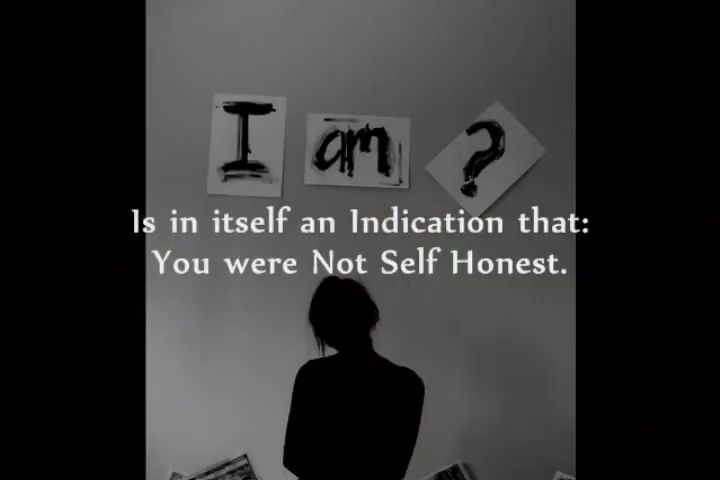 I am ?
Is in itself an Indication that:
You were Not Self Honest.